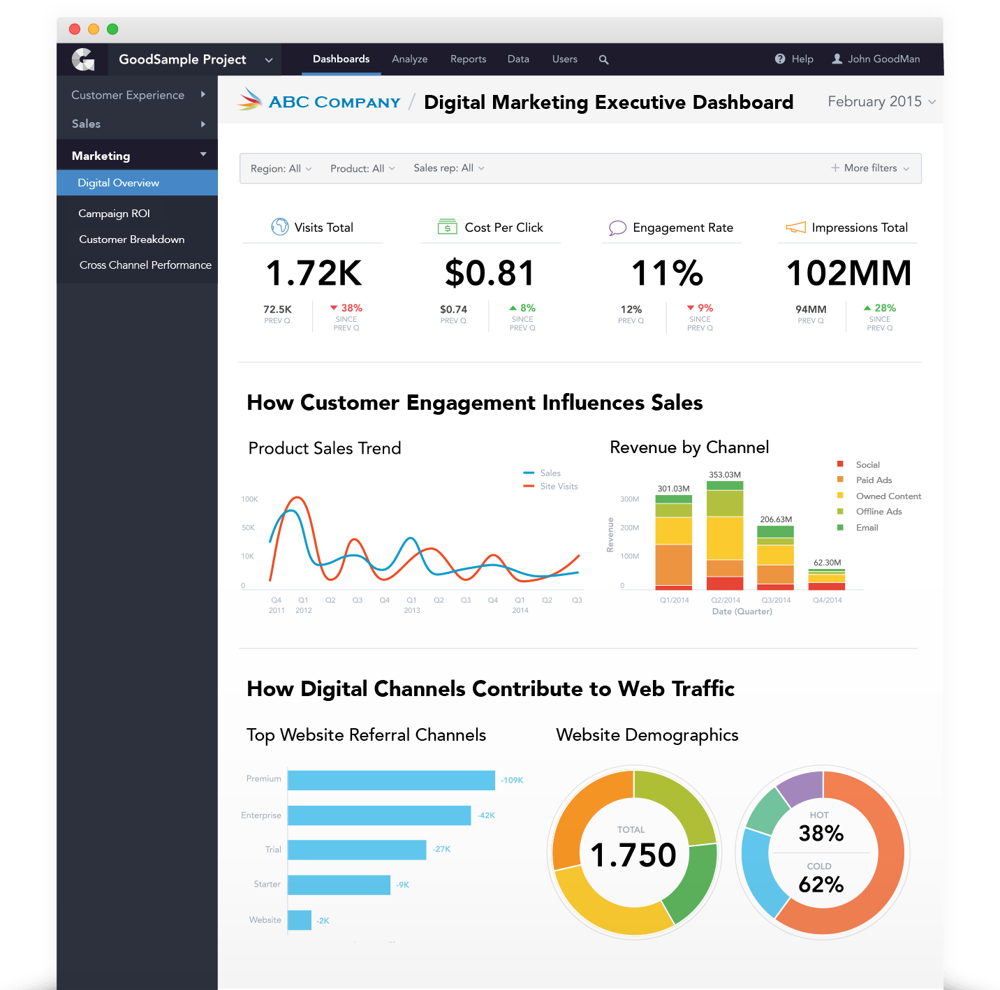 GoodSample Project
Dashboards
Analyze
Reports
Data
Users
Help
John GoodMan
Customer Experience
Sales
Marketing
Digital Overview
Campaign ROI
Customer Breakdown
Cross Channel Performance
ABC COMPANY / Digital Marketing Executive Dashboard
February 2015
Region: All
Product: All
Sales rep: All
+ More filters
Visits Total
1.72K
72.5K
PREV Q
38%
SINCE
PREV Q
Cost Per Click
$0.81
$0.74
PREV Q
8%
SINCE
PREV Q
Engagement Rate
11%
12%
PREV Q
9%
SINCE
PREV Q
Impressions Total
102MM
94MM
PREV Q
28%
SINCE
PREV Q
How Customer Engagement Influences Sales
Product Sales Trend
Sales
Site Visits
100K
50K
10K
0
Q4 Q1 Q2 Q3 Q4 Q1 Q2 Q3 Q4 Q1 Q2 Q3
2011 2012 2013 2014
Revenue by Channel
Social
Paid Ads
Owned Content
Offline Ads
Email
Revenue
300M
200M
100M
0
301.03M
353.03M
206.63M
62.30M
Q1/2014 Q2/2014 Q3/2014 Q4/2014
Date (Quarter)
How Digital Channels Contribute to Web Traffic
Top Website Referral Channels
Premium -109K
Enterprise -42K
Trial -27K
Starter -9K
Website -2K
Website Demographics
TOTAL
1.750
HOT
38%
COLD
62%